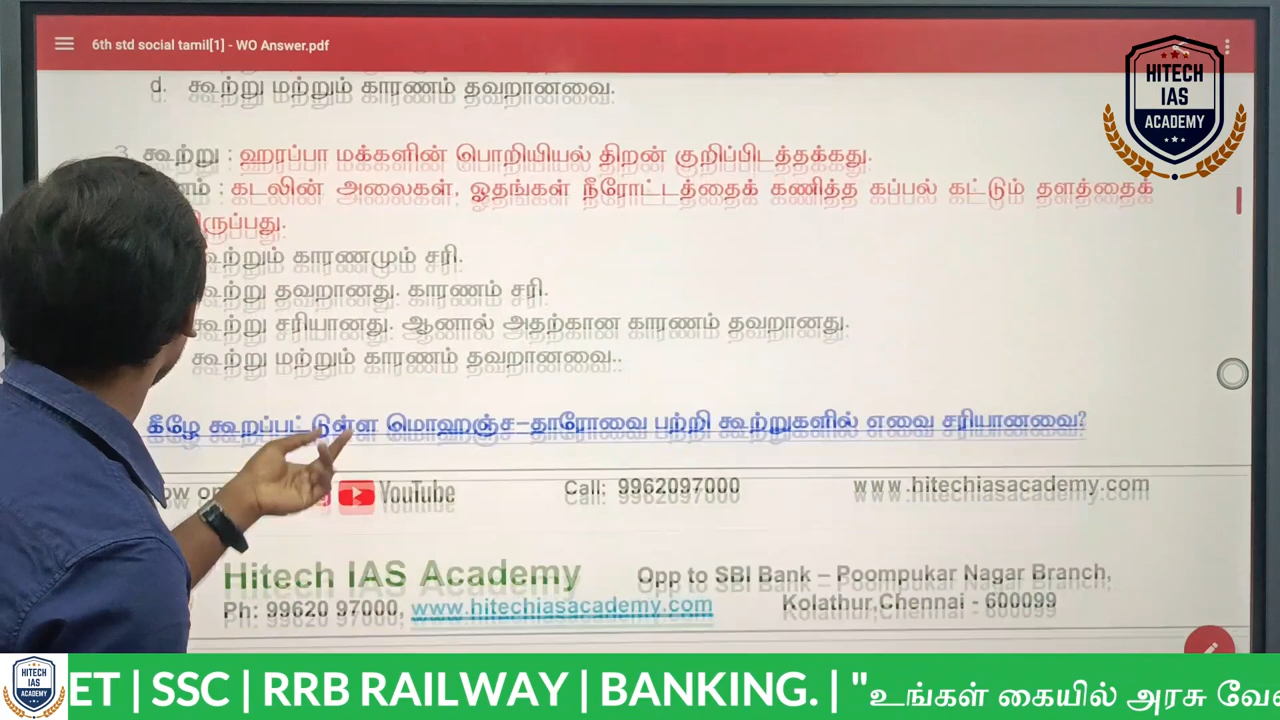 6th std social tamil[1] - WO Answer.pdf
HITECH
IAS
ACADEMY
d. கூற்று மற்றும் காரணம் தவறானவை.
3. கூற்று : ஹரப்பா மக்களின் பொறியியல் திறன் குறிப்பிடத்தக்கது.
: கடலின் அலைகள், ஓதங்கள் நீரோட்டத்தைக் கணித்த கப்பல் கட்டும் தளத்தைக்
கூற்றும் காரணமும் சரி.
கூற்று தவறானது. காரணம் சரி.
கூற்று சரியானது. ஆனால் அதற்கான காரணம் தவறானது.
கூற்று மற்றும் காரணம் தவறானவை..
கீழே கூறப்பட்டுள்ள மொஹஞ்ச-தாரோவை பற்றி கூற்றுகளில் எவை சரியானவை?
YouTube Call: 9962097000 www.hitechiasacademy.com
Hitech IAS Academy Opp to SBI Bank – Poompukar Nagar Branch,
Ph: 99620 97000, www.hitechiasacademy.com Kolathur,Chennai - 600099
HITECH
IAS
ACADEMY
ET | SSC | RRB RAILWAY | BANKING. | "உங்கள் கையில் அரசு